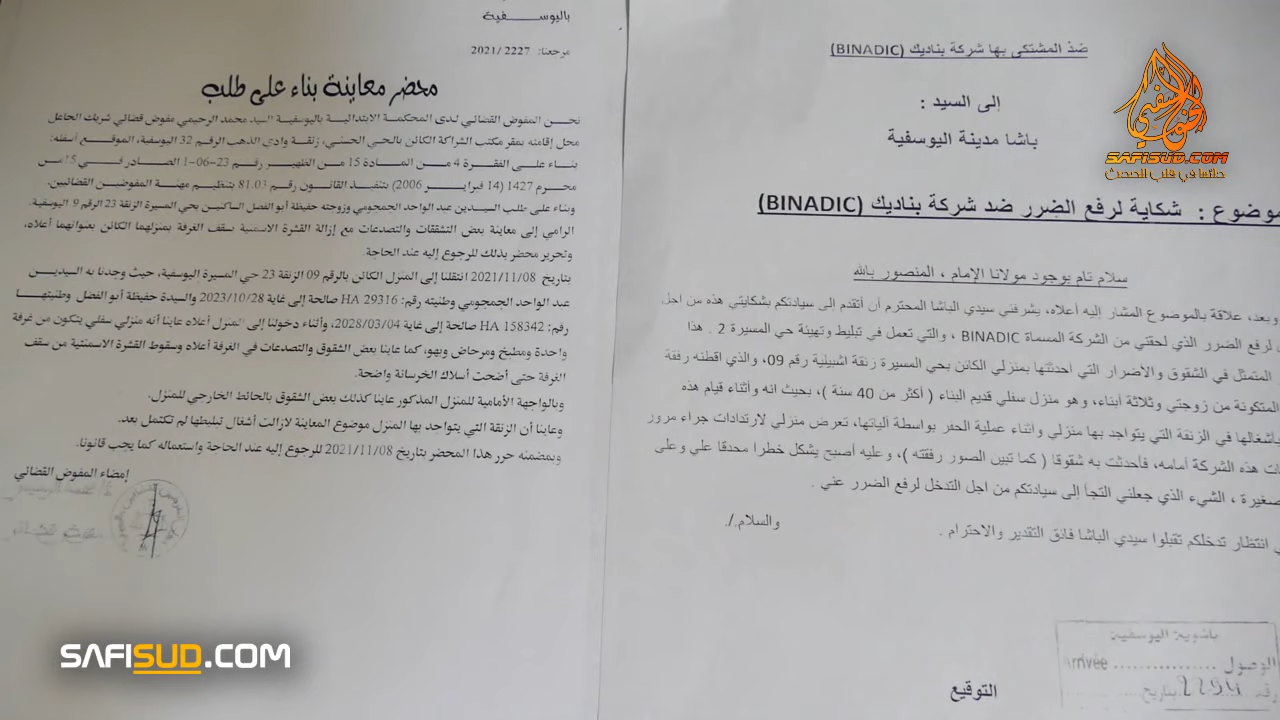 باليوسفية
مرجعنا: 2227 /2021
محضر معاينة بناء على طلب
نحن المفوض القضائي لدى المحكمة الابتدائية باليوسفية السيد محمد الرحيمي مفوض قضائي شريك الجاعل
محل إقامته بمقر مكتب الشراكة الكائن بالحي الحسني، زنقة وادي الذهب الرقم 32 اليوسفية، الموقع أسفله:
بناء على الفقرة 4 من المادة 15 من الظهير رقم 23-06-1 الصادر في 15 من
محرم 1427 (14 فبراير 2006) بتنفيذ القانون رقم 81.03 بتنظيم مهنة المفوضين القضائيين.
وبناء على طلب السيدين عبد الواحد الجمجومي وزوجته حفيظة أبو الفضل الساكنين بحي المسيرة الزنقة 23 الرقم 9 اليوسفية.
الرامي إلى معاينة بعض التشققات والتصدعات مع إزالة القشرة الاسمنية سقف الغرفة بمنزلهما الكائن بعنوانهما أعلاه،
وتحرير محضر بذلك للرجوع إليه عند الحاجة.
بتاريخ 2021/11/08 انتقلنا إلى المنزل الكائن بالرقم 09 الزنقة 23 حي المسيرة اليوسفية، حيث وجدنا به السيدين
عبد الواحد الجمجومي وطنيته رقم: HA 29316 صالحة إلى غاية 2023/10/28 والسيدة حفيظة أبو الفضل وطنيتها
رقم: HA 158342 صالحة إلى غاية 2028/03/04، وأثناء دخولنا إلى المنزل أعلاه عاينا أنه منزلي سفلي يتكون من غرفة
واحدة ومطبخ ومرحاض وبهو، كما عاينا بعض الشقوق والتصدعات في الغرفة أعلاه وسقوط القشرة الاسمنية من سقف
الغرفة حتى أضحت أسلاك الخرسانة واضحة.
وبالواجهة الأمامية للمنزل المذكور عاينا كذلك بعض الشقوق بالحائط الخارجي للمنزل.
وعاينا أن الزنقة التي يتواجد بها المنزل موضوع المعاينة لازالت أشغال تبليطها لم تكتمل بعد.
وبمضمنه حرر هذا المحضر بتاريخ 2021/11/08 للرجوع إليه عند الحاجة واستعماله كما يجب قانونا.
إمضاء المفوض القضائي
ضد المشتكى بها شركة بناديك (BINADIC)
إلى السيد :
باشا مدينة اليوسفية
موضوع : شكاية لرفع الضرر ضد شركة بناديك (BINADIC)
سلام تام بوجود مولانا الإمام ، المنصور بالله
وبعد، علاقة بالموضوع المشار إليه أعلاه، يشرفني سيدي الباشا المحترم أن أتقدم إلى سيادتكم بشكايتي هذه من اجل
لرفع الضرر الذي لحقتي من الشركة المسماة BINADIC ، والتي تعمل في تبليط وتهيئة حي المسيرة 2 . هذا
المتمثل في الشقوق والاضرار التي احدثتها بمنزلي الكائن بحي المسيرة زنقة اشبيلية رقم 09، والذي اقطنه رفقة
المتكونة من زوجتي وثلاثة أبناء، وهو منزل سفلي قديم البناء ( أكثر من 40 سنة )، بحيث انه وأثناء قيام هذه
بأشغالها في الزنقة التي يتواجد بها منزلي وأثناء عملية الحفر بواسطة آلياتها، تعرض منزلي لارتدادات جراء مرور
هذه الشركة أمامه، فأحدثت به شقوقا ( كما تبين الصور رفقته )، وعليه أصبح يشكل خطرا محدقا علي وعلى
صغيرة ، الشيء الذي جعلني التجأ إلى سيادتكم من اجل التدخل لرفع الضرر عني .
انتظار تدخلكم تقبلوا سيدي الباشا فائق التقدير والاحترام .
والسلام./.
باشوية اليوسفية
الوصول ................ Arrivée
رقم 2294 بتاريخ
التوقيع
SAFISUD.COM
SAFISUD.COM